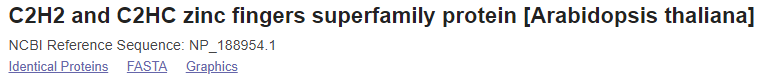 C2H2 and C2HC zinc fingers superfamily protein [Arabidopsis thaliana]
NCBI Reference Sequence: NP_188954.1
Identical Proteins FASTA Graphics